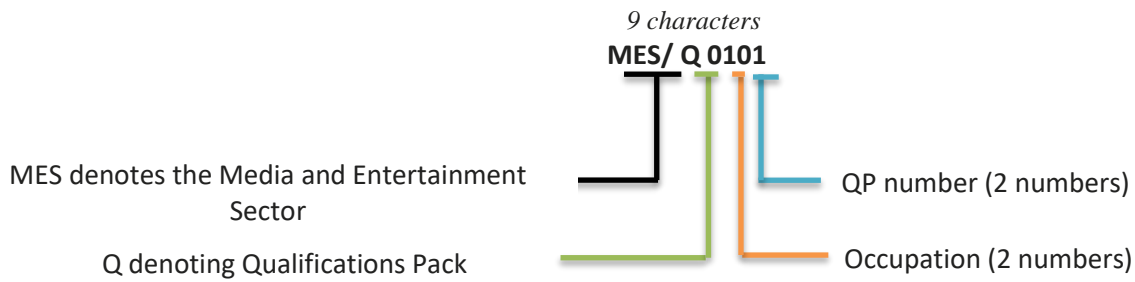 9 characters
MES/ Q 0101
MES denotes the Media and Entertainment
Sector
QP number (2 numbers)
Q denoting Qualifications Pack
Occupation (2 numbers)